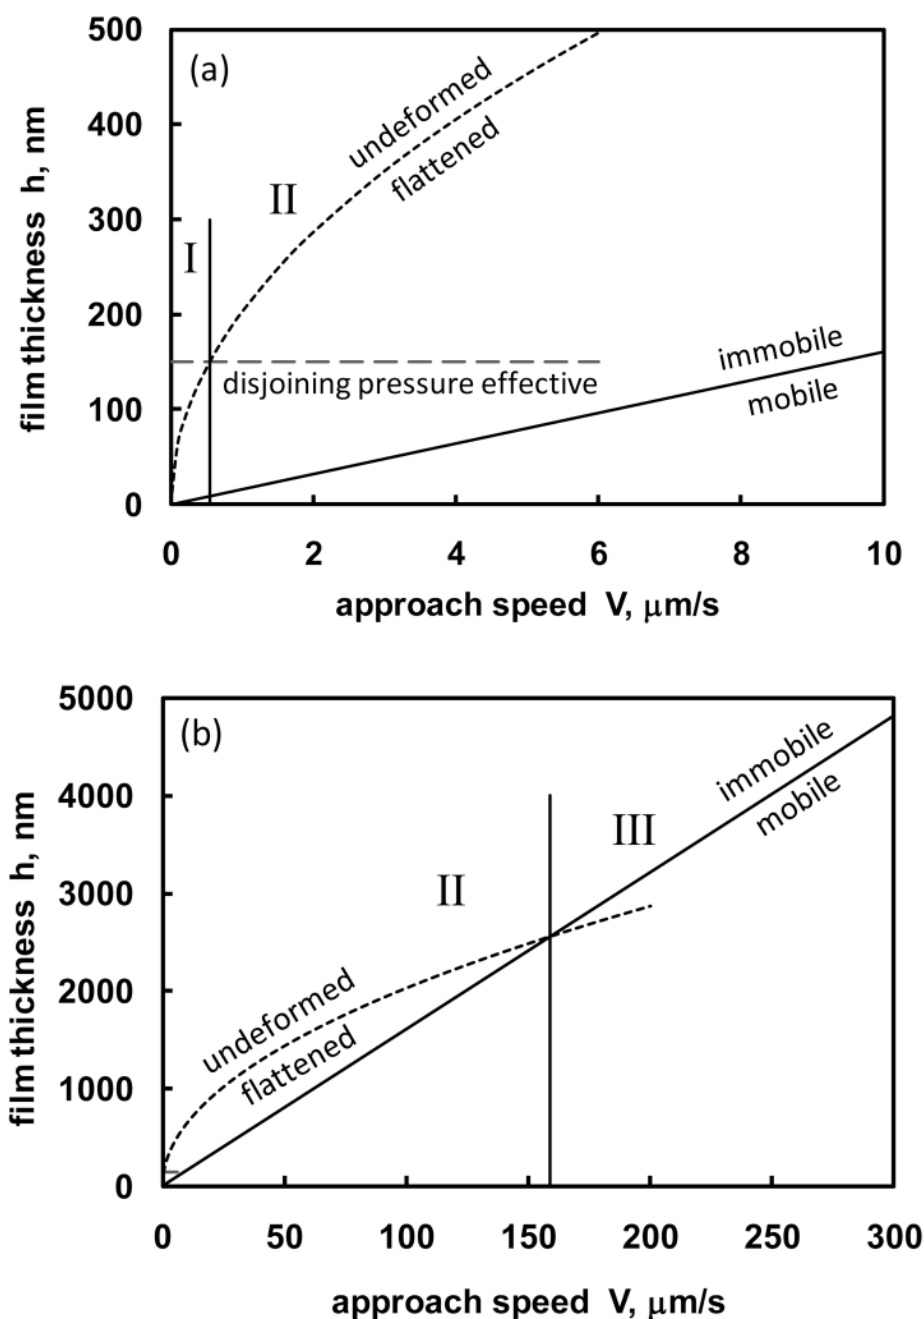 (a)
500
400
300
200
100
0
film thickness h, nm
undeformed
flattened
II
I
disjoining pressure effective
immobile
mobile
0 2 4 6 8 10
approach speed V, μm/s
(b)
5000
4000
3000
2000
1000
0
film thickness h, nm
immobile
mobile
III
II
undeformed
flattened
0 50 100 150 200 250 300
approach speed V, μm/s